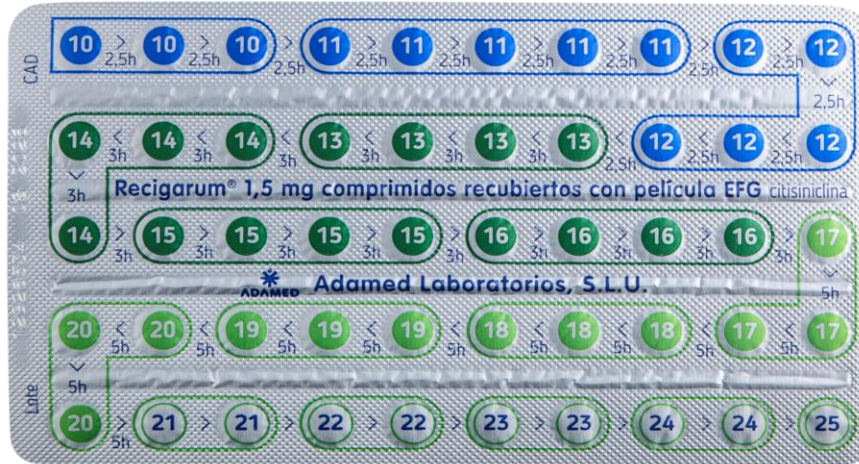 CAD
10 > 2,5h 10 > 2,5h 10 > 2,5h 11 > 2,5h 11 > 2,5h 11 > 2,5h 11 > 2,5h 11 > 2,5h 12 > 2,5h 12
2,5h
14 < 3h 14 < 3h 14 < 3h 13 < 3h 13 < 3h 13 < 3h 13 < 2,5h 12 < 2,5h 12 < 2,5h 12
3h Recigarum® 1,5 mg comprimidos recubiertos con película EFG citisiniclina
14 > 3h 15 > 3h 15 > 3h 15 > 3h 15 > 3h 16 > 3h 16 > 3h 16 > 3h 16 > 3h 17
ADAMED Adamed Laboratorios, S.L.U. 5h
20 < 5h 20 < 5h 19 < 5h 19 < 5h 19 < 5h 18 < 5h 18 < 5h 18 < 5h 17 < 5h 17
5h
Lote
20 > 5h 21 > 21 > 22 > 22 > 23 > 23 > 24 > 24 > 25